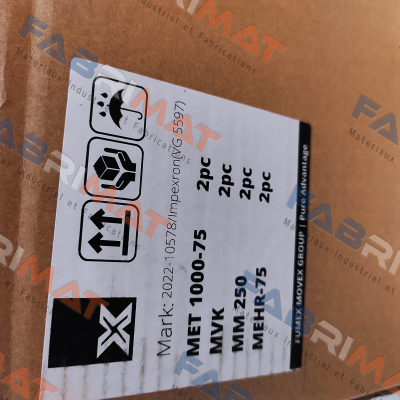 Mark: 2022-10578/Impexron(VG 5597)
MET 1000-75 2pc
MVK 2pc
MM-250 2pc
MEHR-75 2pc
FUMEX MOVEX GROUP | Pure Advantage
X
FABRIMAT
Matériaux Industriels et Fabrications